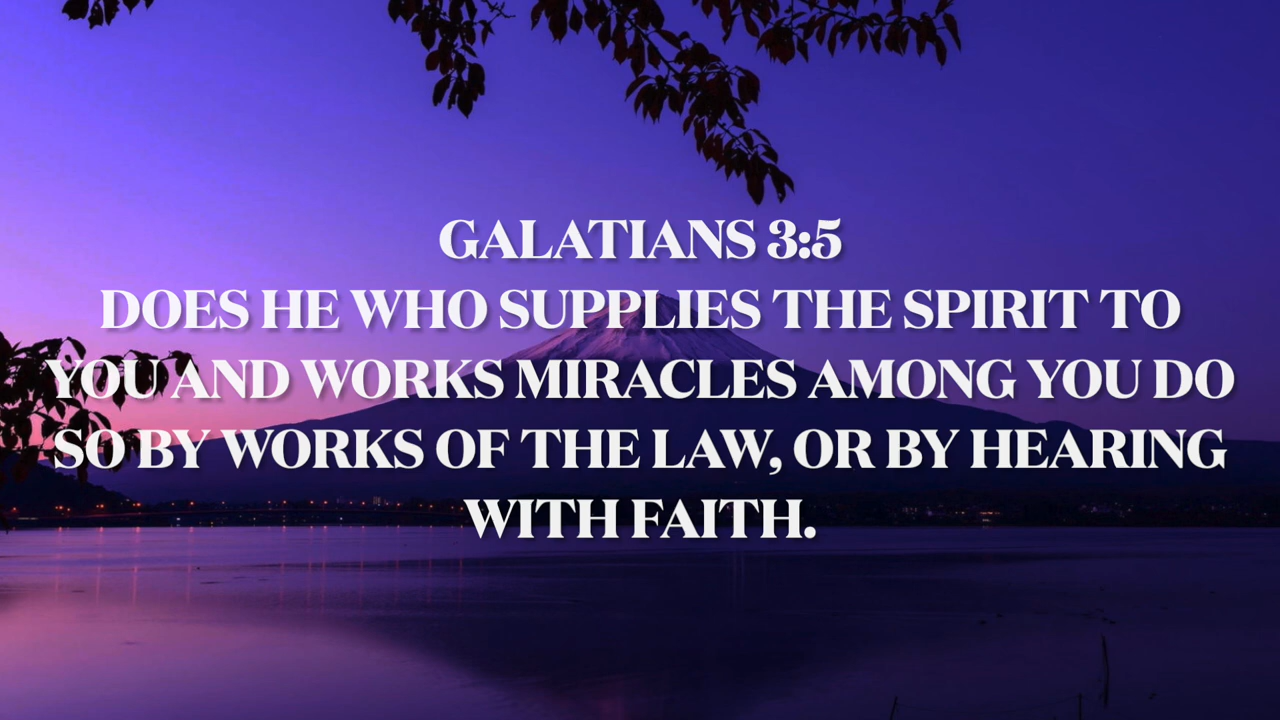 GALATIANS 3:5
DOES HE WHO SUPPLIES THE SPIRIT TO
YOU AND WORKS MIRACLES AMONG YOU DO
SO BY WORKS OF THE LAW, OR BY HEARING
WITH FAITH.